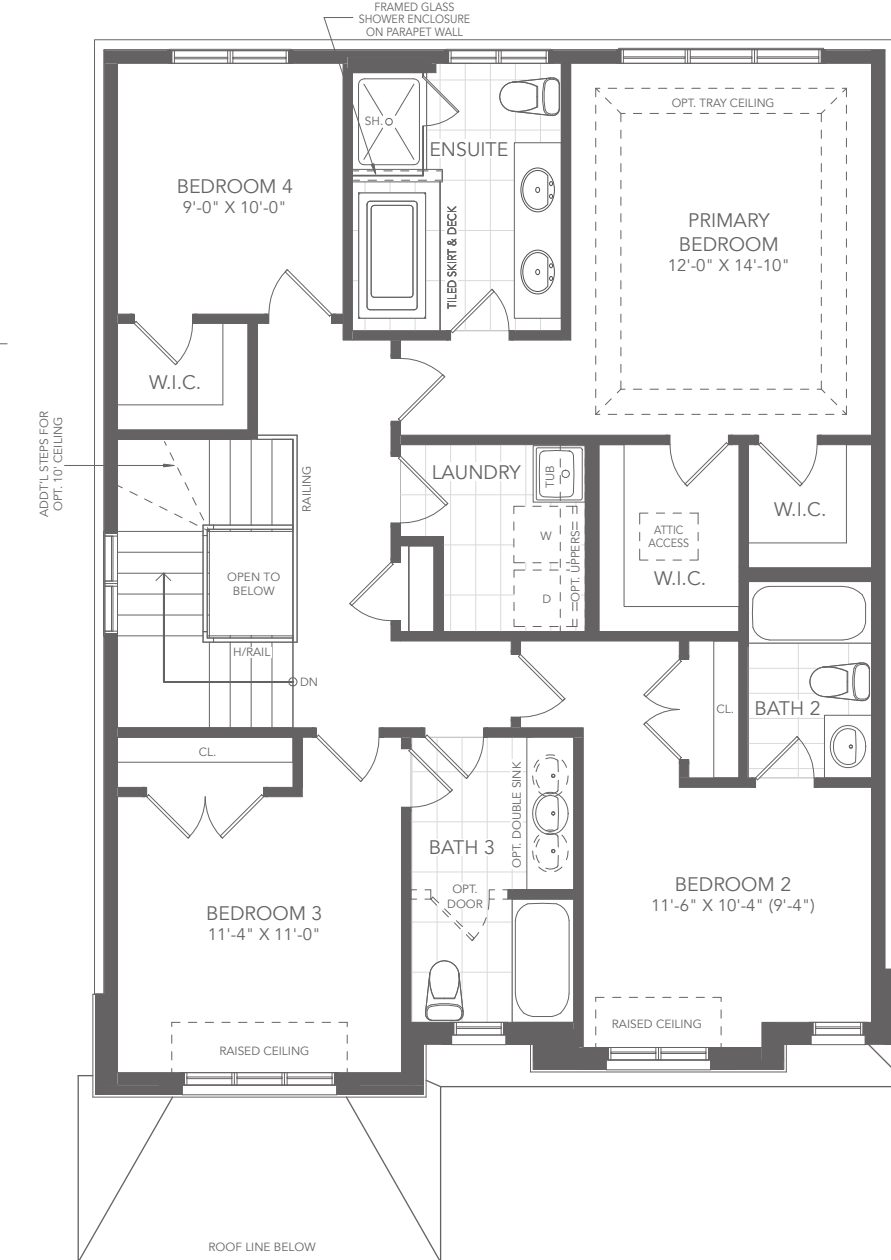 FRAMED GLASS
SHOWER ENCLOSURE
ON PARAPET WALL
OPT. TRAY CEILING
SH.
ENSUITE
BEDROOM 4
9'-0" X 10'-0"
TILED SKIRT & DECK
PRIMARY
BEDROOM
12'-0" X 14'-10"
W.I.C.
ADDT'L STEPS FOR
OPT. 10' CEILING
RAILING
LAUNDRY
TUB
W
D
OPT. UPPERS
ATTIC
ACCESS
W.I.C.
W.I.C.
OPEN TO
BELOW
H/RAIL
DN
CL.
BATH 2
CL.
OPT. DOUBLE SINK
BATH 3
OPT.
DOOR
BEDROOM 2
11'-6" X 10'-4" (9'-4")
BEDROOM 3
11'-4" X 11'-0"
RAISED CEILING
RAISED CEILING
ROOF LINE BELOW